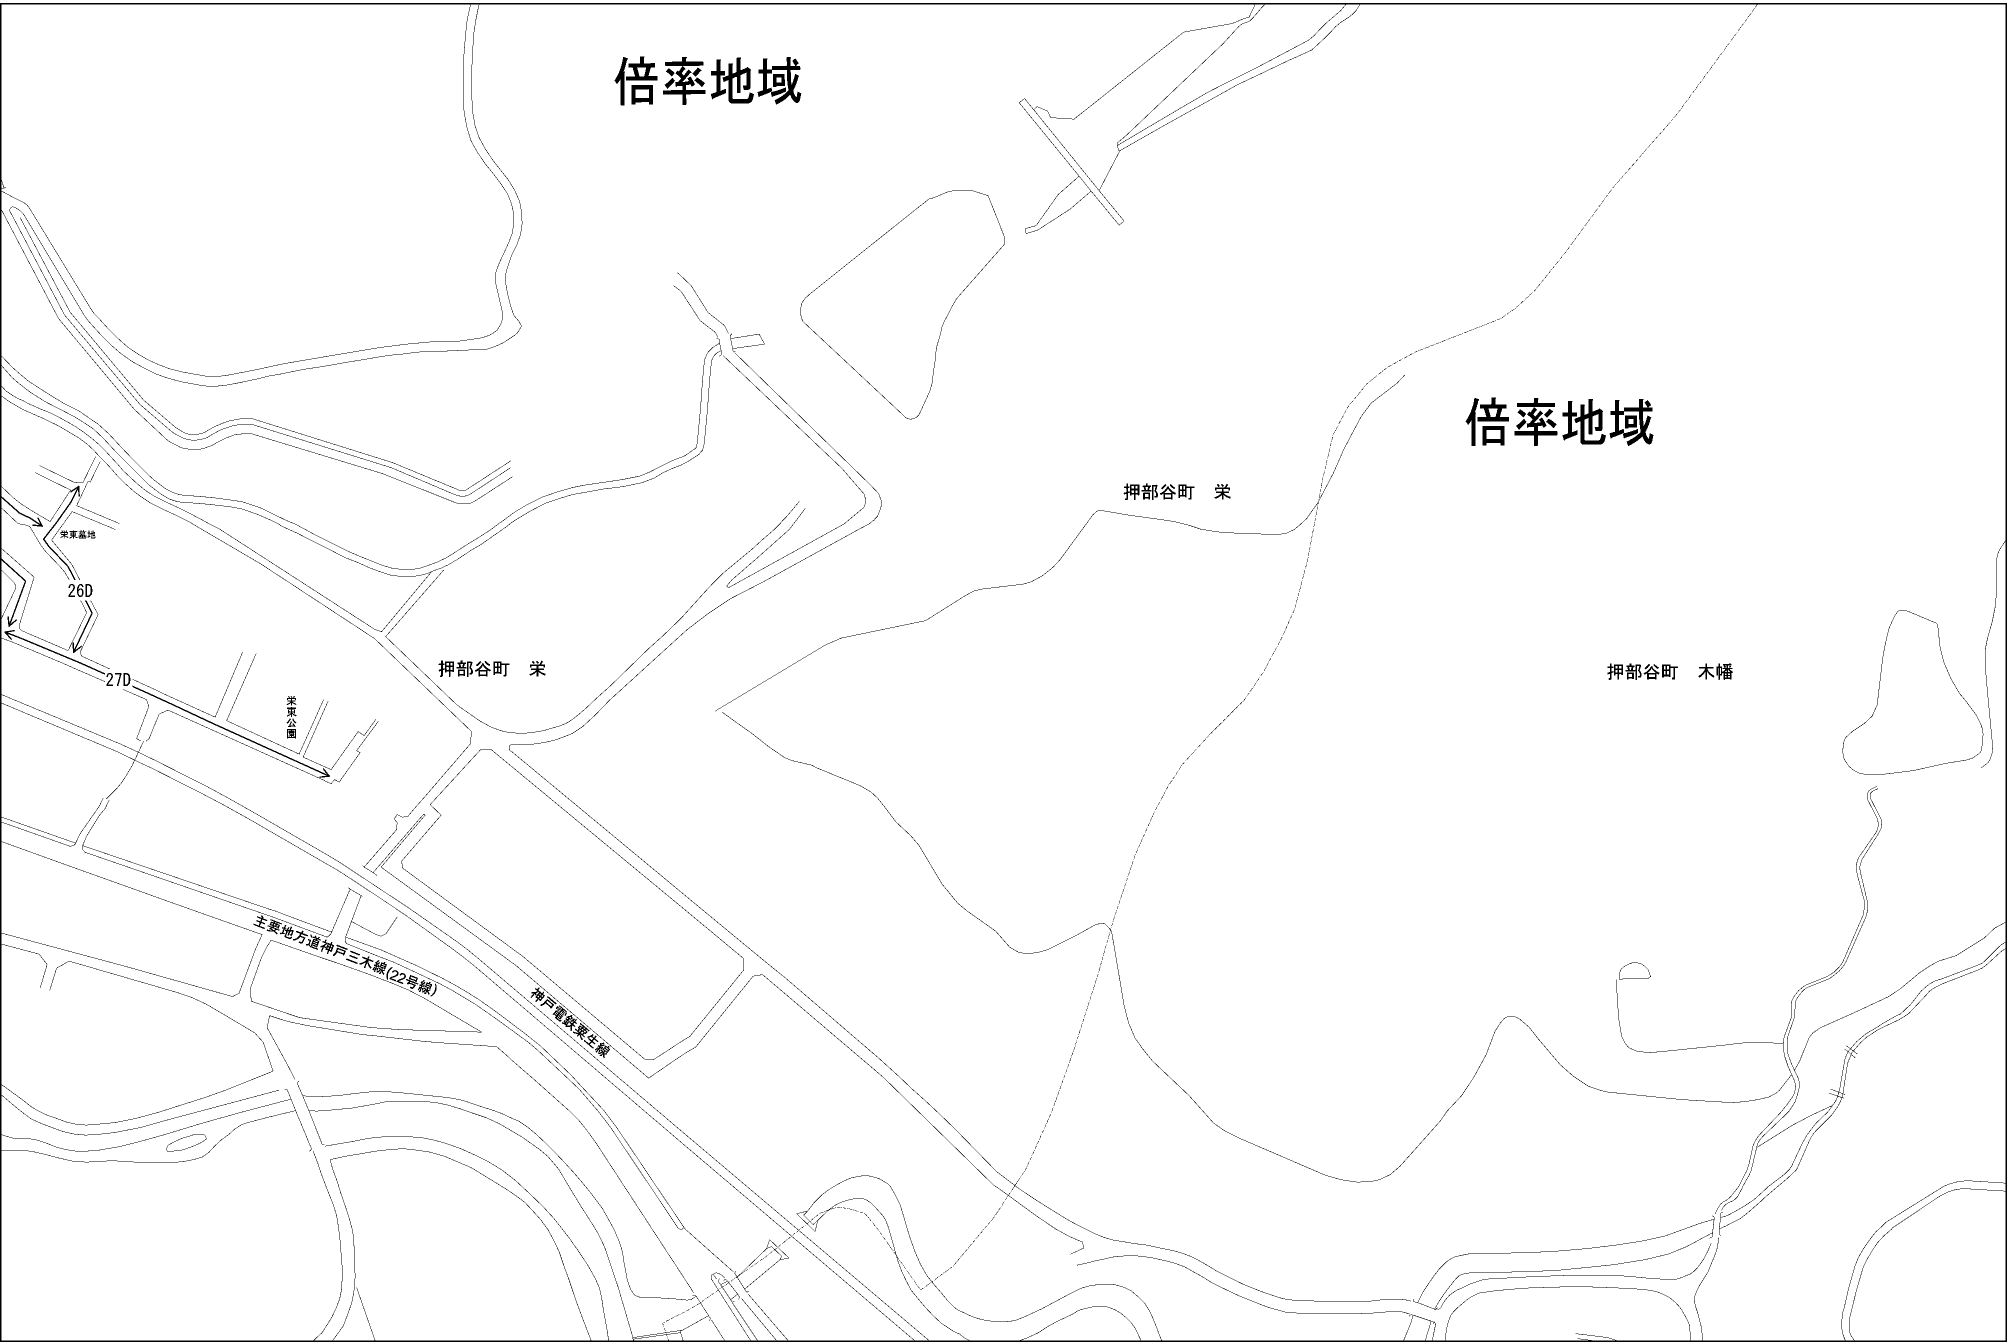 倍率地域
倍率地域
押部谷町　栄
栄東墓地
26D
押部谷町　栄
押部谷町　木幡
27D
栄東公園
主要地方道神戸三木線(22号線)
神戸電鉄粟生線